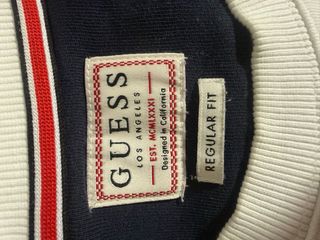 GUESS
LOS ANGELES
EST. MCMLXXXI
Designed in California
REGULAR FIT